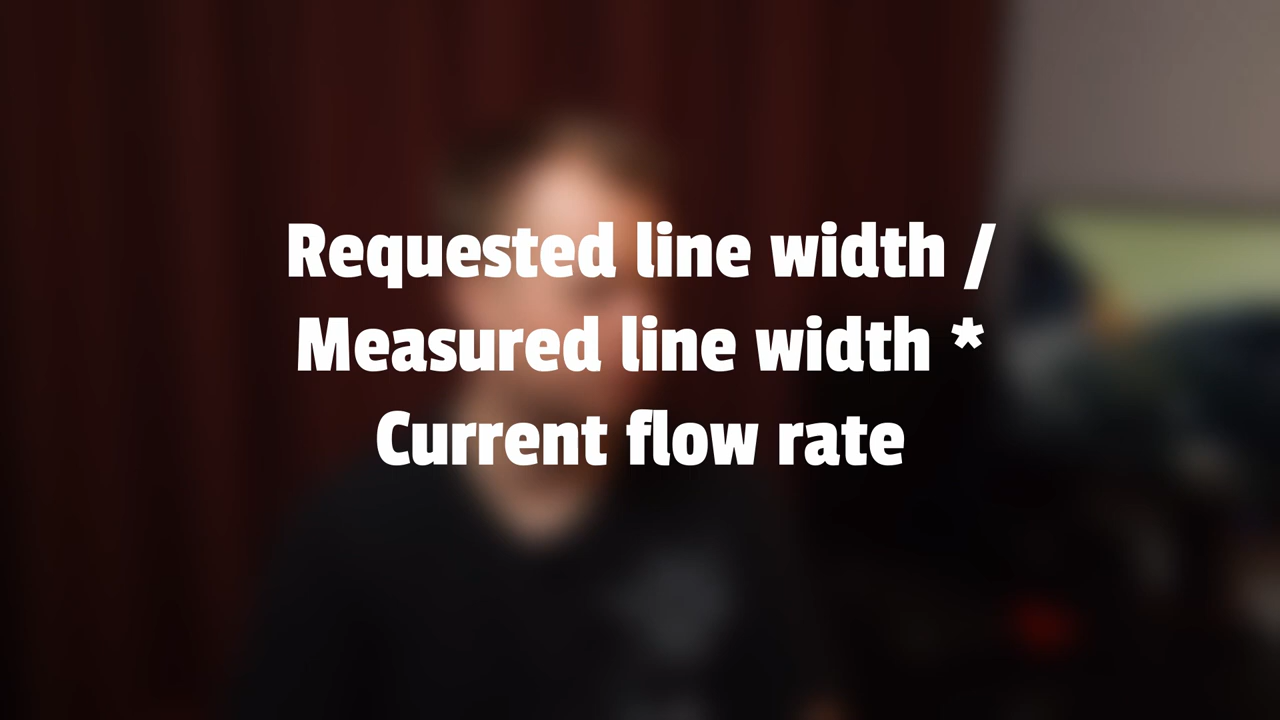 Requested line width /
Measured line width *
Current flow rate